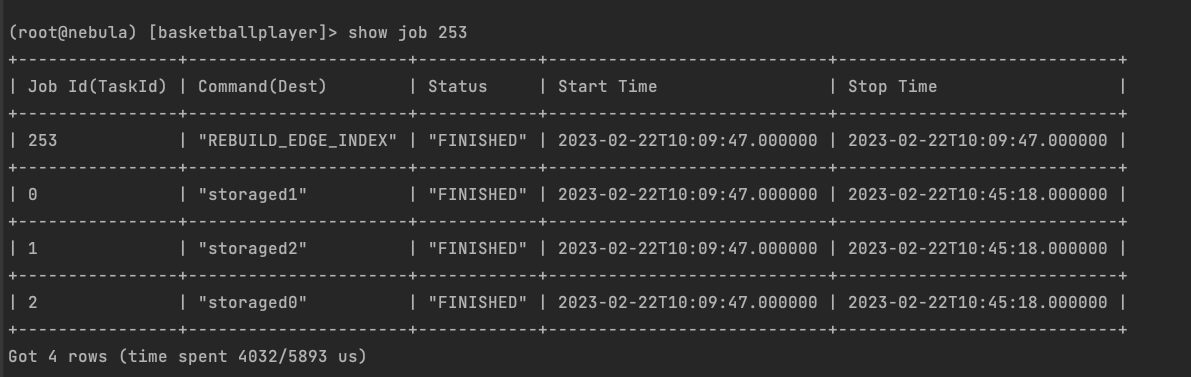 (root@nebula) [basketballplayer]> show job 253
+----------------+----------------------+------------+----------------------------+----------------------------+
| Job Id(TaskId) | Command(Dest)        | Status     | Start Time                 | Stop Time                  |
+----------------+----------------------+------------+----------------------------+----------------------------+
| 253            | "REBUILD_EDGE_INDEX" | "FINISHED" | 2023-02-22T10:09:47.000000 | 2023-02-22T10:09:47.000000 |
+----------------+----------------------+------------+----------------------------+----------------------------+
| 0              | "storaged1"          | "FINISHED" | 2023-02-22T10:09:47.000000 | 2023-02-22T10:45:18.000000 |
+----------------+----------------------+------------+----------------------------+----------------------------+
| 1              | "storaged2"          | "FINISHED" | 2023-02-22T10:09:47.000000 | 2023-02-22T10:45:18.000000 |
+----------------+----------------------+------------+----------------------------+----------------------------+
| 2              | "storaged0"          | "FINISHED" | 2023-02-22T10:09:47.000000 | 2023-02-22T10:45:18.000000 |
+----------------+----------------------+------------+----------------------------+----------------------------+
Got 4 rows (time spent 4032/5893 us)